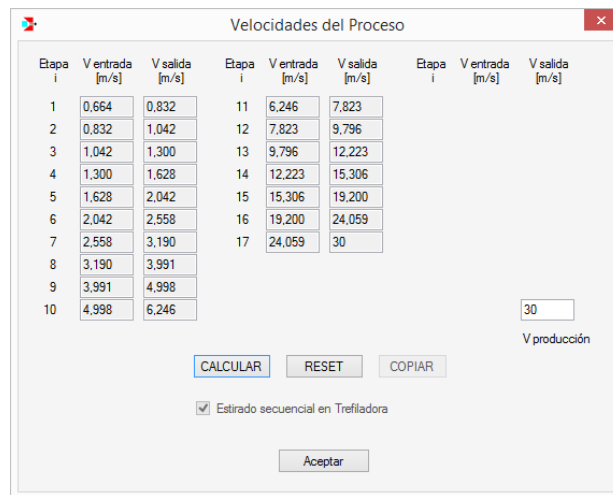 Velocidades del Proceso
×
Etapa V entrada V salida Etapa V entrada V salida Etapa V entrada V salida
i [m/s] [m/s] i [m/s] [m/s] i [m/s] [m/s]
1 0,664 0,832 11 6,246 7,823
2 0,832 1,042 12 7,823 9,796
3 1,042 1,300 13 9,796 12,223
4 1,300 1,628 14 12,223 15,306
5 1,628 2,042 15 15,306 19,200
6 2,042 2,558 16 19,200 24,059
7 2,558 3,190 17 24,059 30
8 3,190 3,991
9 3,991 4,998
10 4,998 6,246 30
V producción
CALCULAR RESET COPIAR
Estirado secuencial en Trefiladora
Aceptar